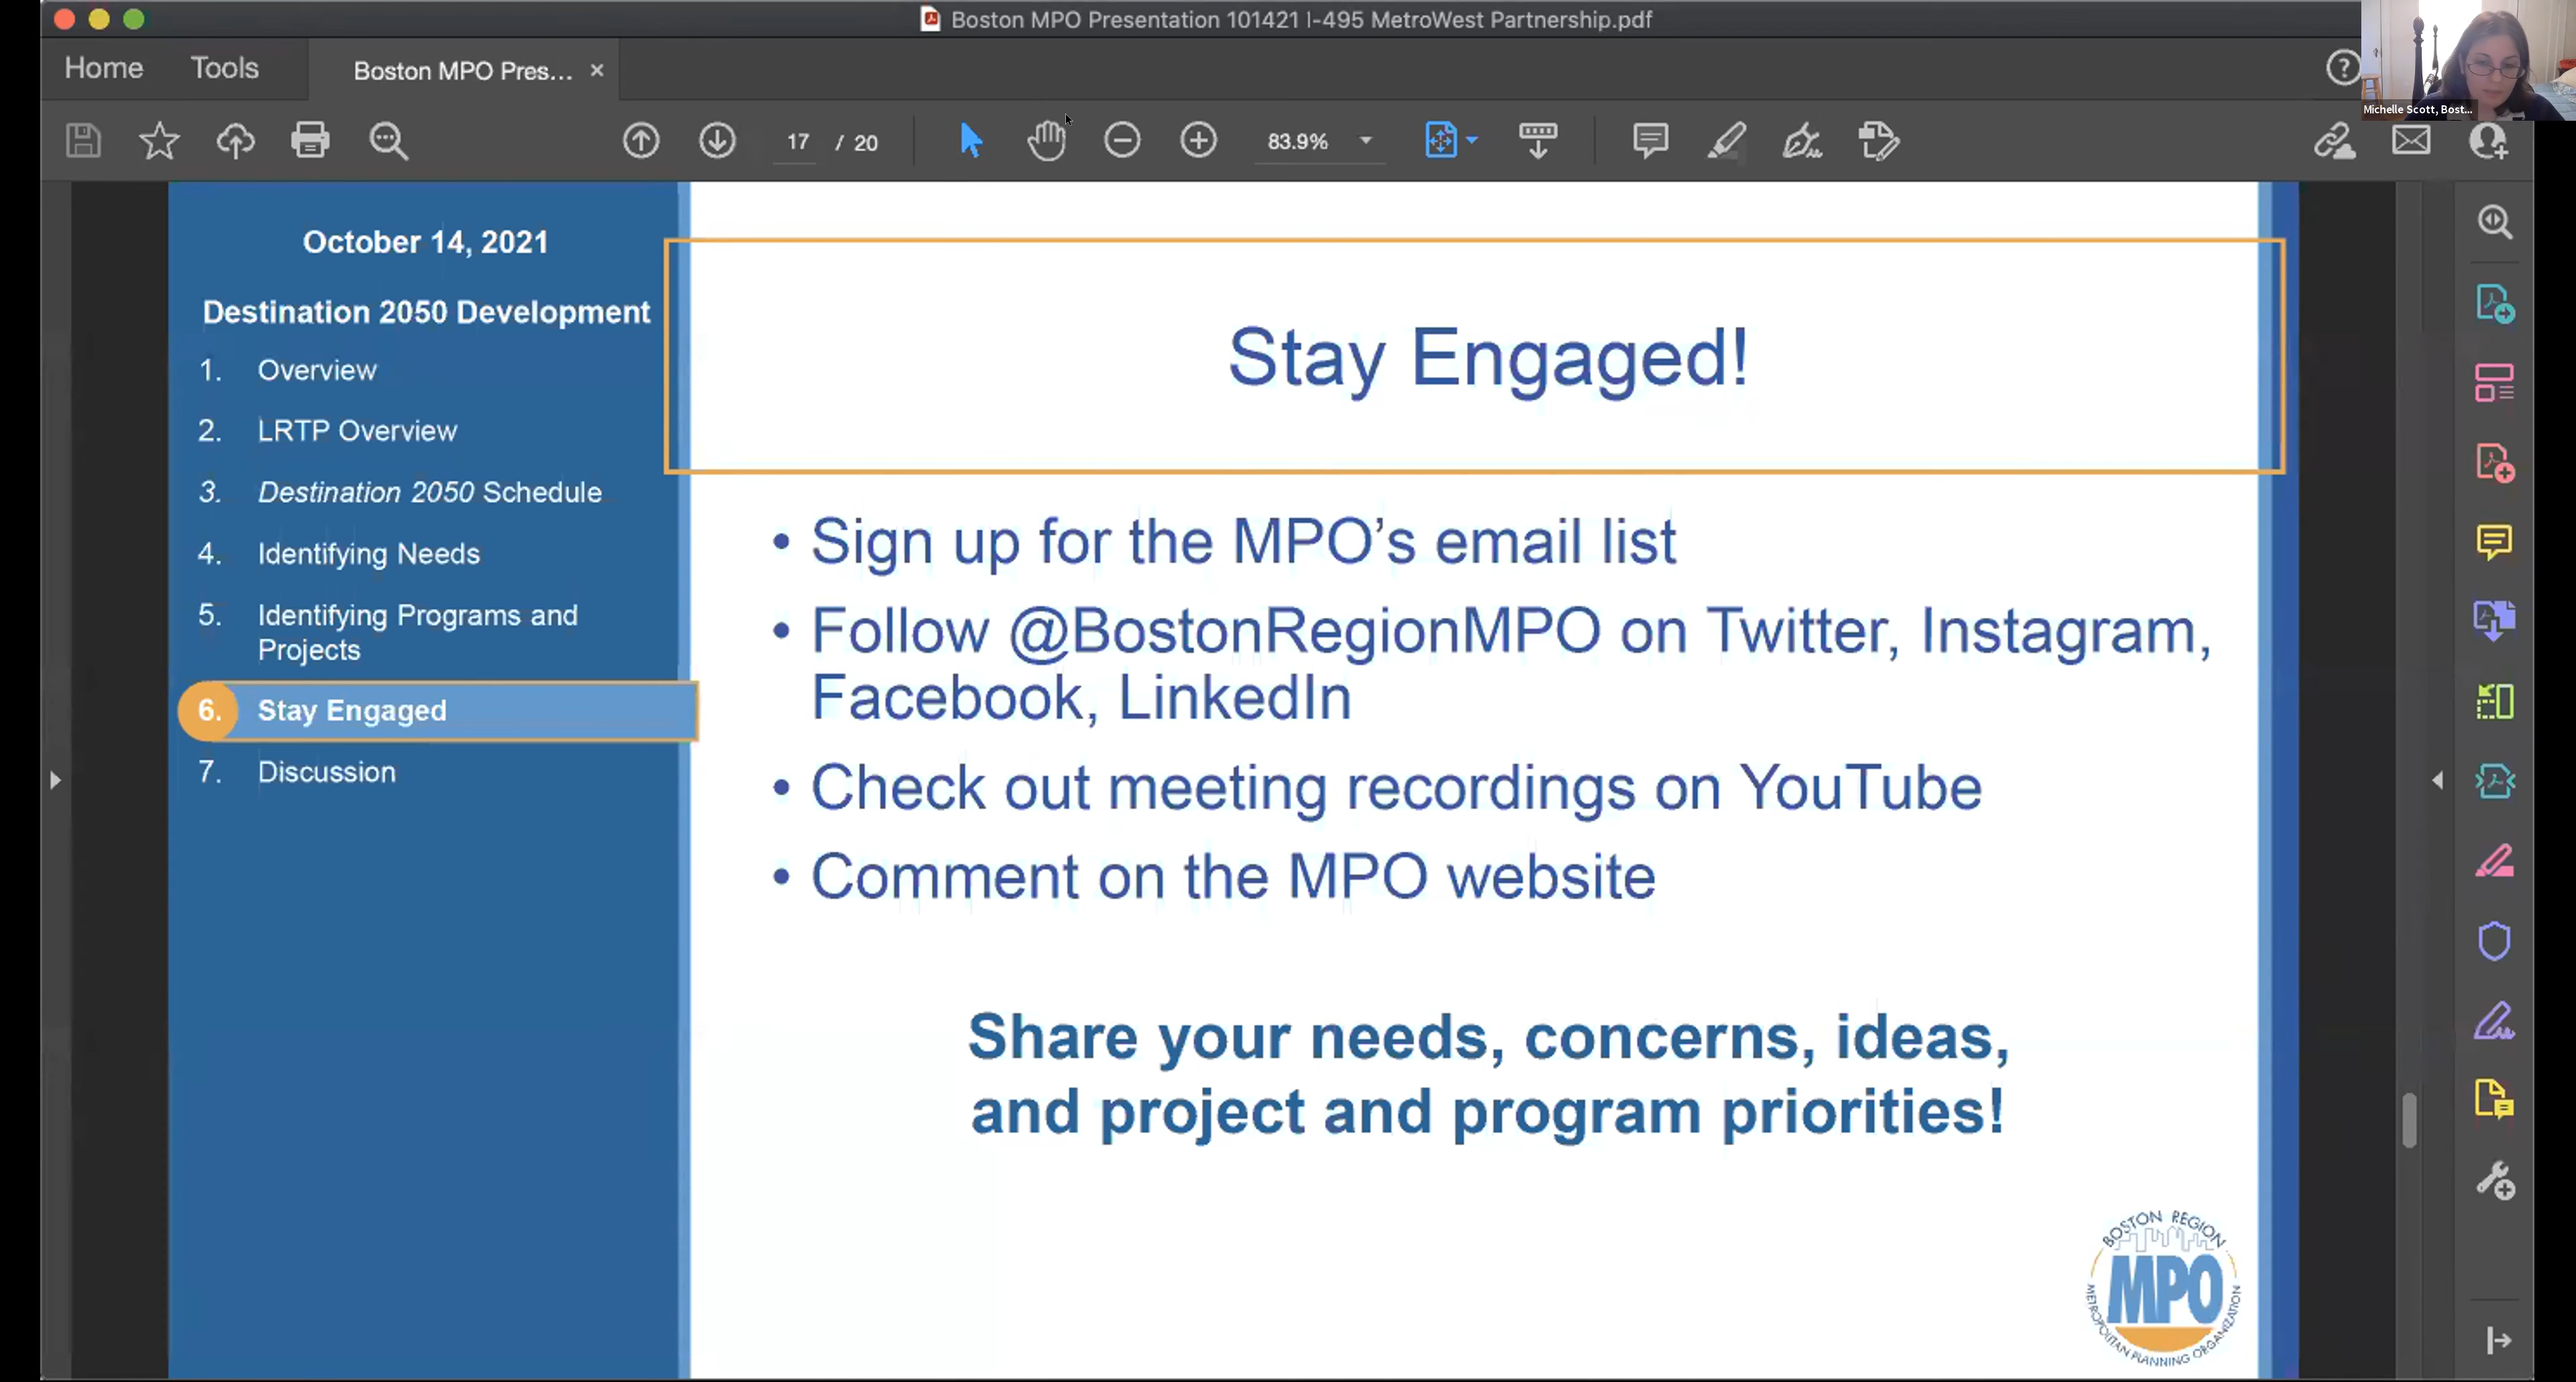 Boston MPO Presentation 101421 I-495 MetroWest Partnership.pdf
Home
Tools
Boston MPO Pres...
Michelle Scott, Bost...
17 / 20
83.9%
October 14, 2021
Destination 2050 Development
1. Overview
2. LRTP Overview
3. Destination 2050 Schedule
4. Identifying Needs
5. Identifying Programs and
Projects
6. Stay Engaged
7. Discussion
Stay Engaged!
• Sign up for the MPO’s email list
• Follow @BostonRegionMPO on Twitter, Instagram,
Facebook, LinkedIn
• Check out meeting recordings on YouTube
• Comment on the MPO website
Share your needs, concerns, ideas,
and project and program priorities!
BOSTON REGION
MPO
METROPOLITAN PLANNING ORGANIZATION